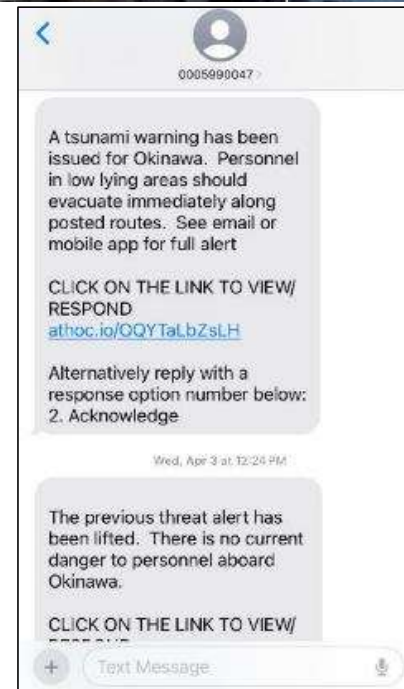 0005990047
A tsunami warning has been
issued for Okinawa. Personnel
in low lying areas should
evacuate immediately along
posted routes. See email or
mobile app for full alert
CLICK ON THE LINK TO VIEW/
RESPOND
athoc.io/OQYTaLbZsLH
Alternatively reply with a
response option number below:
2. Acknowledge
Wed, Apr 3 at 12:24 PM
The previous threat alert has
been lifted. There is no current
danger to personnel aboard
Okinawa.
CLICK ON THE LINK TO VIEW/
Text Message